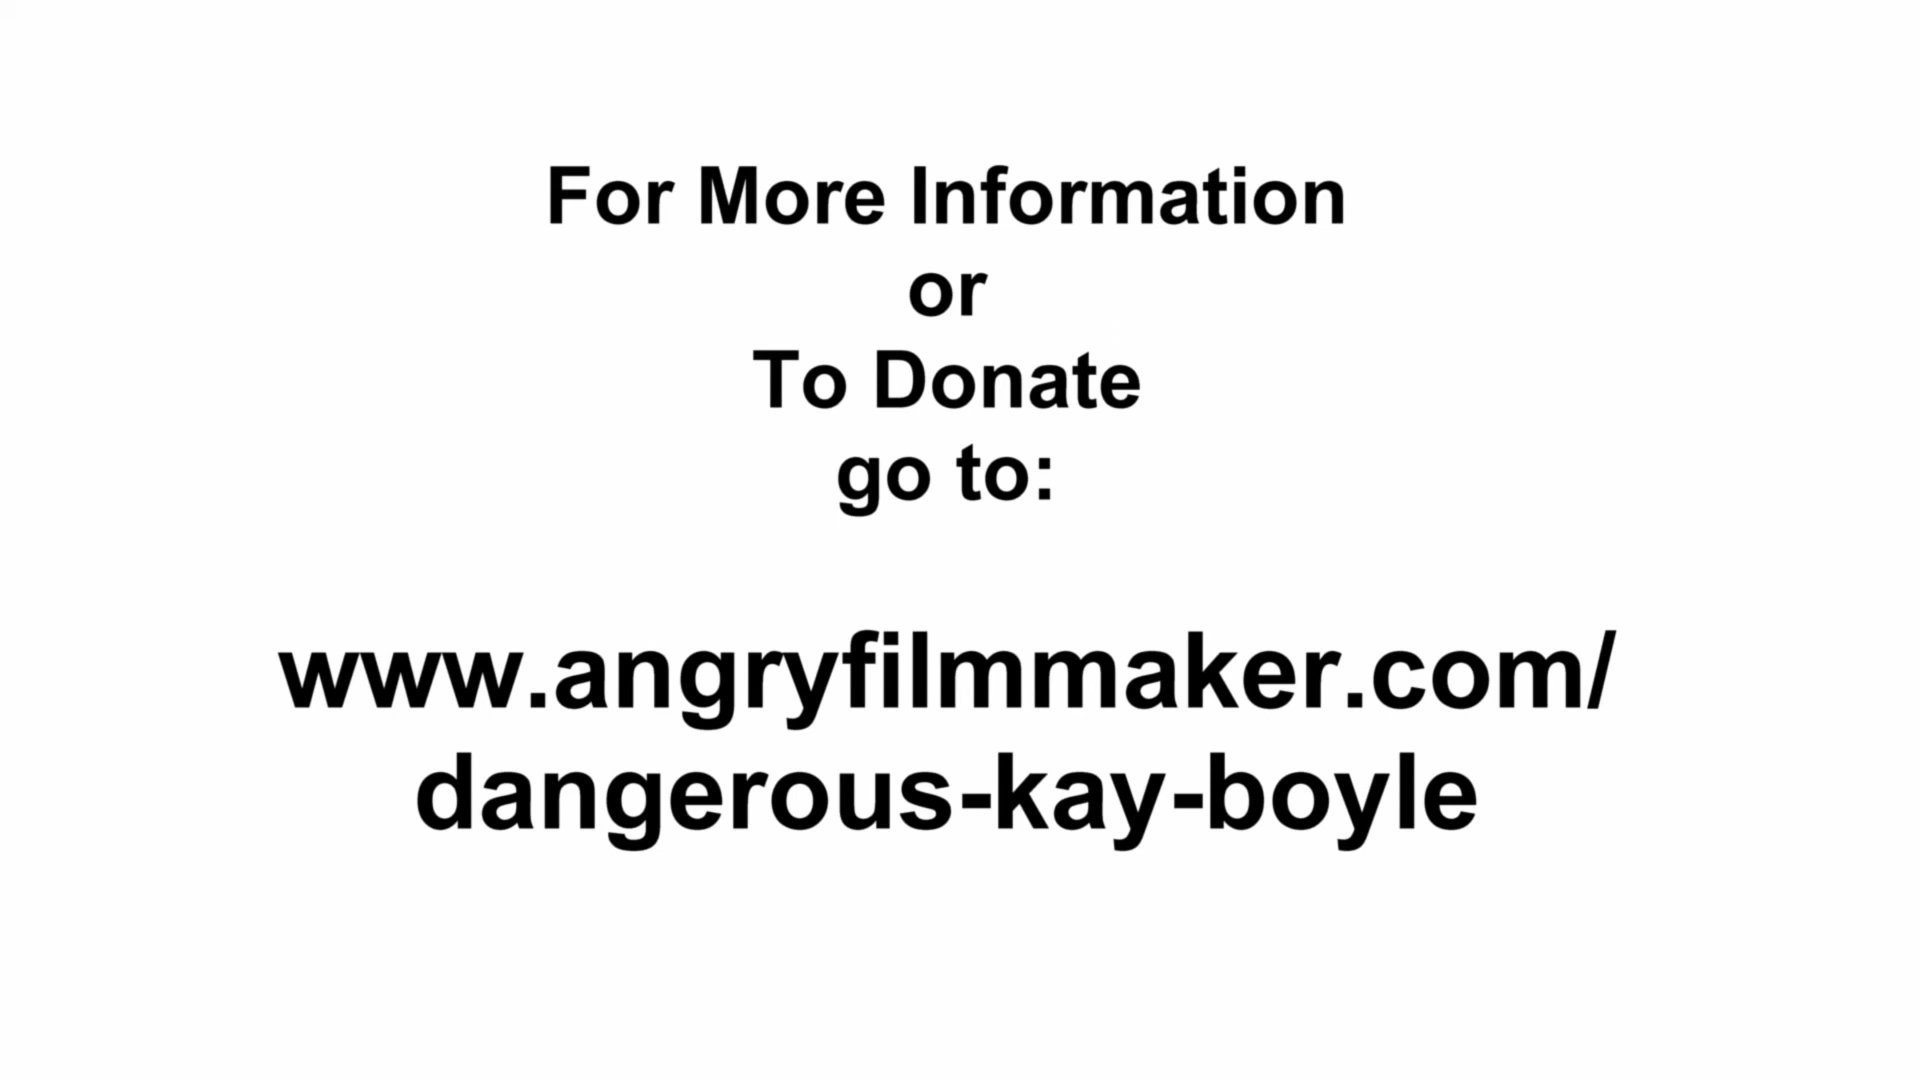 For More Information
or
To Donate
go to:
www.angryfilmmaker.com/
dangerous-kay-boyle